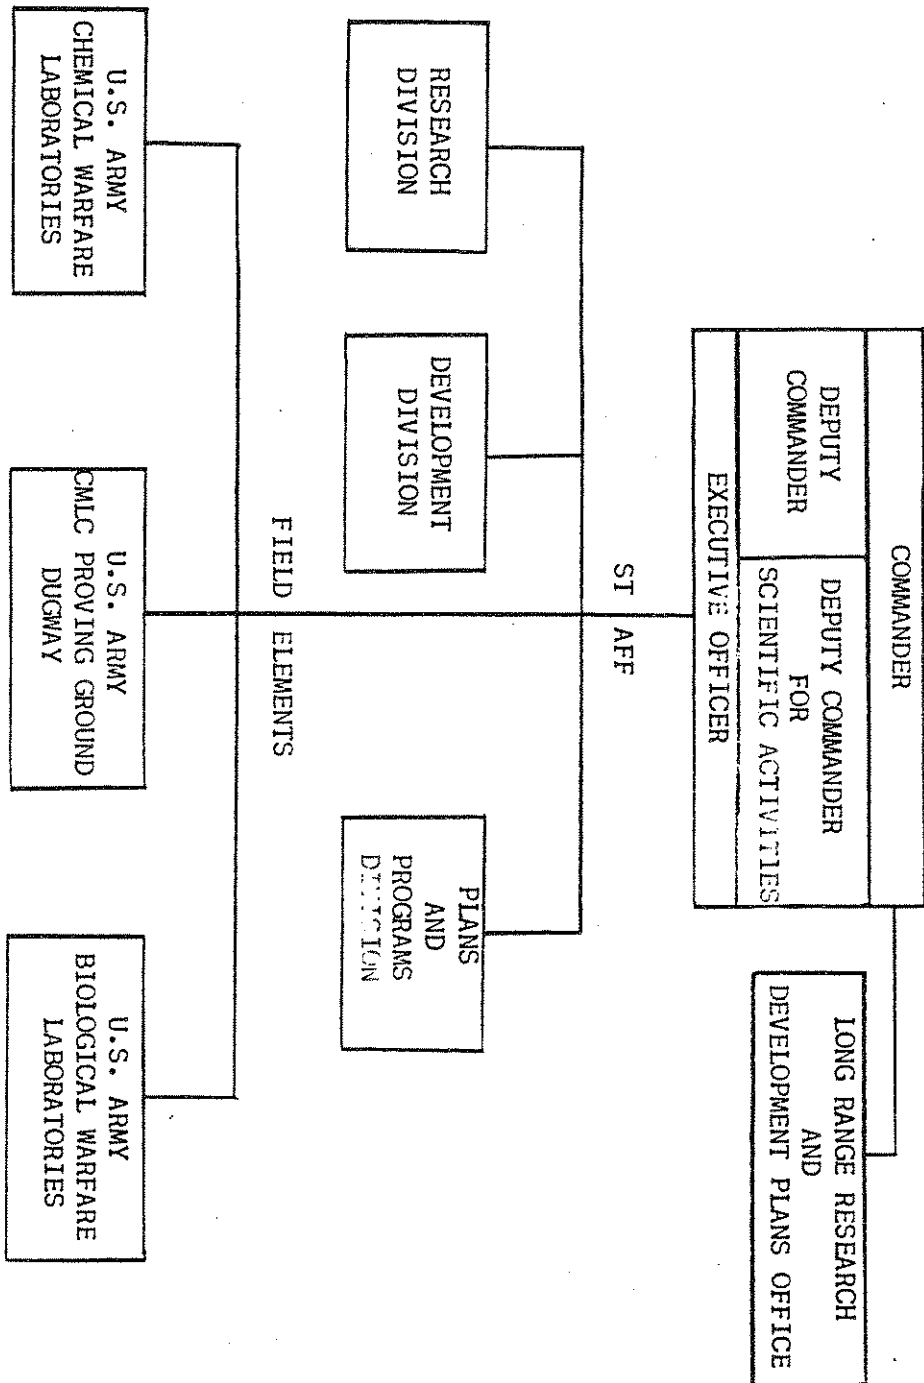 COMMANDER
DEPUTY
COMMANDER
DEPUTY COMMANDER
FOR
SCIENTIFIC ACTIVITIES
EXECUTIVE OFFICER
LONG RANGE RESEARCH
AND
DEVELOPMENT PLANS OFFICE
ST AFF
RESEARCH
DIVISION
DEVELOPMENT
DIVISION
PLANS
AND
PROGRAMS
DIVISION
FIELD ELEMENTS
U.S. ARMY
CHEMICAL WARFARE
LABORATORIES
U.S. ARMY
CMLC PROVING GROUND
DUGWAY
U.S. ARMY
BIOLOGICAL WARFARE
LABORATORIES